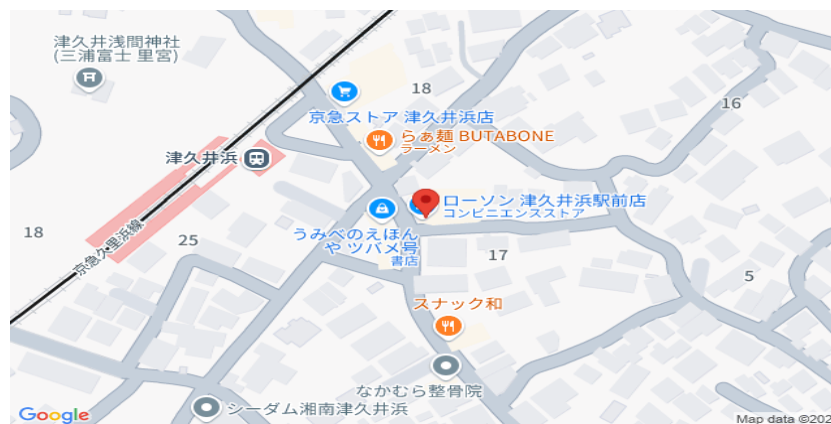 津久井浅間神社
(三浦富士 里宮)
18
京急ストア 津久井浜店
16
らぁ麺 BUTABONE
ラーメン
津久井浜
ローソン 津久井浜駅前店
コンビニエンスストア
18
京急久里浜線
25
うみべのえほん
や ツバメ号
書店
17
5
スナック和
なかむら整骨院
シーダム湘南津久井浜
Google
Map data ©202